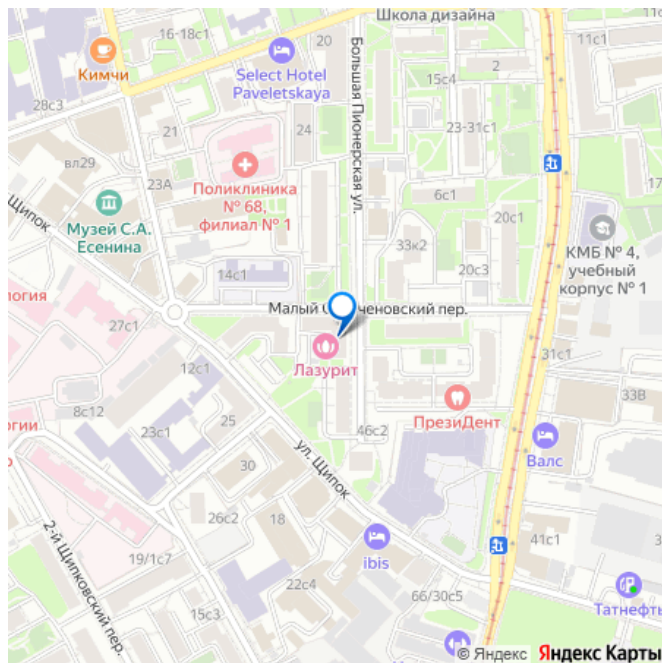 Школа дизайна
16-18с1
20
11с1
11с
Кимчи
Select Hotel
Paveletskaya
2
15с4
28с3
Большая Пионерская ул.
21
24
23-31с1
вл29
23А
Поликлиника
№ 68,
филиал № 1
6с1
17
Щипок
Музей С.А.
Есенина
20с1
33к2
КМБ № 4,
учебный
корпус № 1
14с1
20с3
Малый
ченовский пер.
27с1
Лазурит
31с1
12с1
ПрезиДент
33В
8с12
25
23с1
46с2
Валс
ул. Щипок
30
26с2
18
2-й Щипковский пер.
ibis
41с1
19/1с7
22с4
66/30с5
Татнефть
15с3
© Яндекс
Яндекс Карты